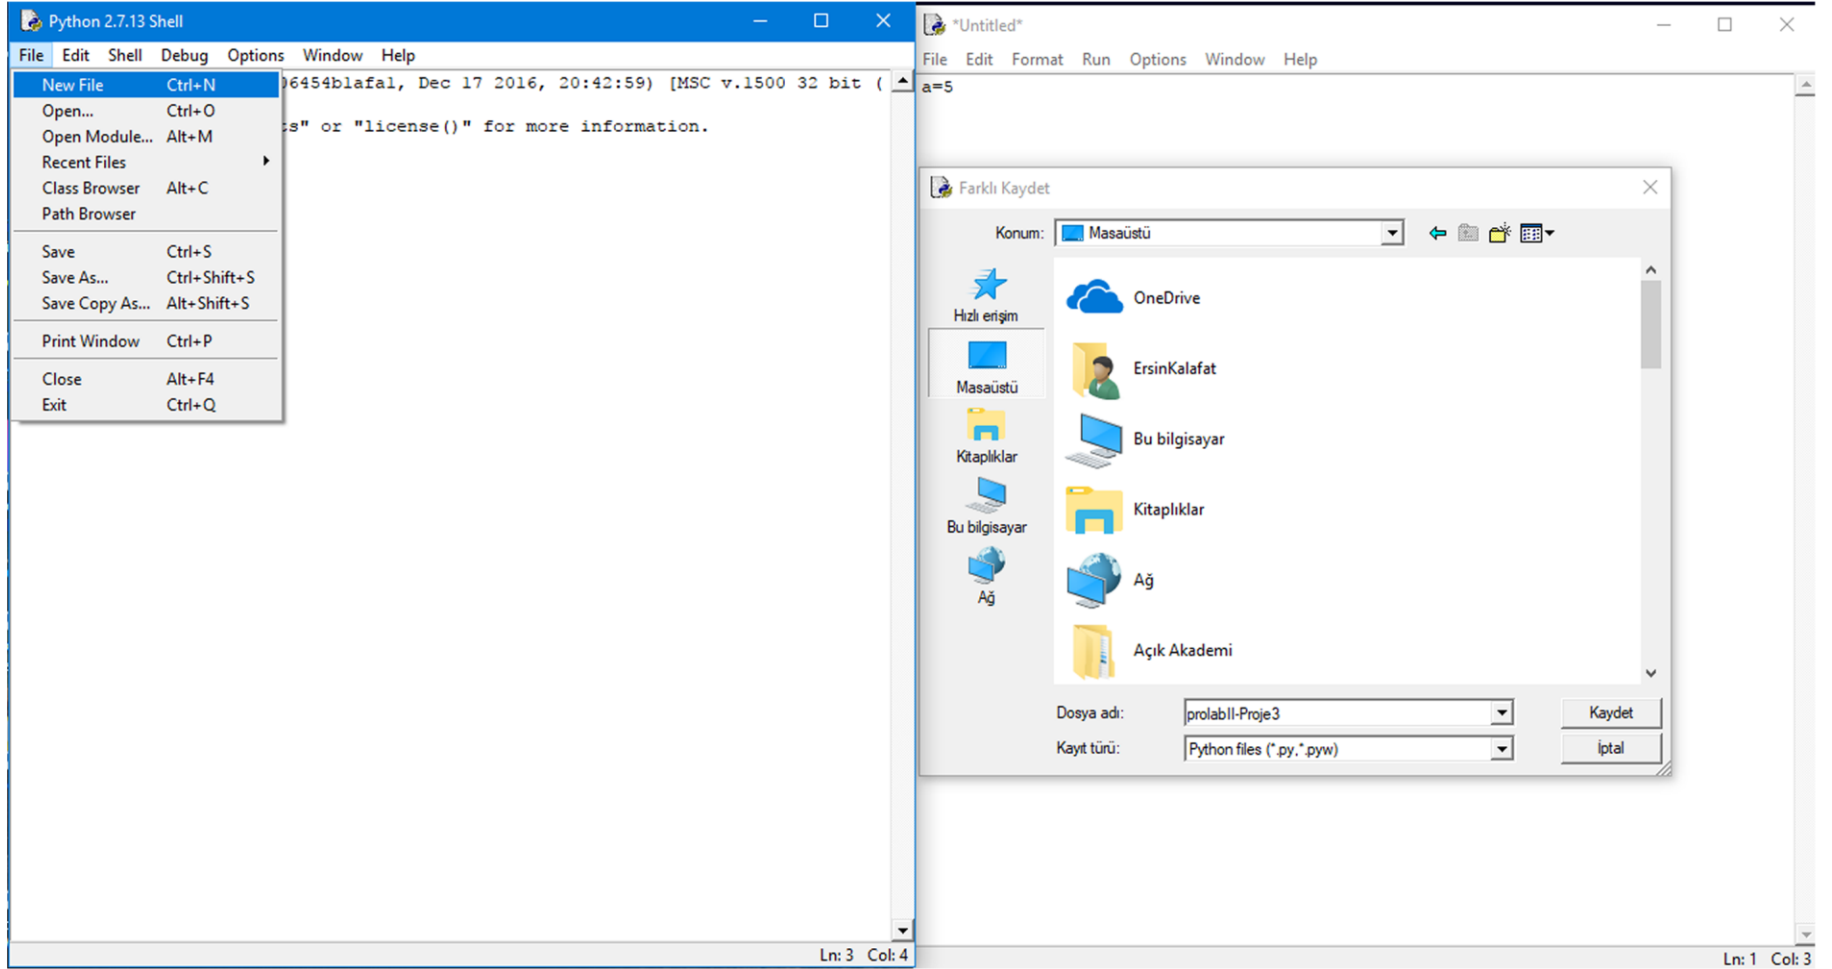 Python 2.7.13 Shell
File Edit Shell Debug Options Window Help
New File Ctrl+N
Open... Ctrl+O
Open Module... Alt+M
Recent Files
Class Browser Alt+C
Path Browser
Save Ctrl+S
Save As... Ctrl+Shift+S
Save Copy As... Alt+Shift+S
Print Window Ctrl+P
Close Alt+F4
Exit Ctrl+Q
06454b1afa1, Dec 17 2016, 20:42:59) [MSC v.1500 32 bit (
ts" or "license()" for more information.
Ln: 3 Col: 4
*Untitled*
File Edit Format Run Options Window Help
a=5
Farklı Kaydet
Konum: Masaüstü
Hızlı erişim
Masaüstü
Kitaplıklar
Bu bilgisayar
Ağ
OneDrive
ErsinKalafat
Bu bilgisayar
Kitaplıklar
Ağ
Açık Akademi
Dosya adı: prolabII-Proje3 Kaydet
Kayıt türü: Python files (*.py,*.pyw) İptal
Ln: 1 Col: 3